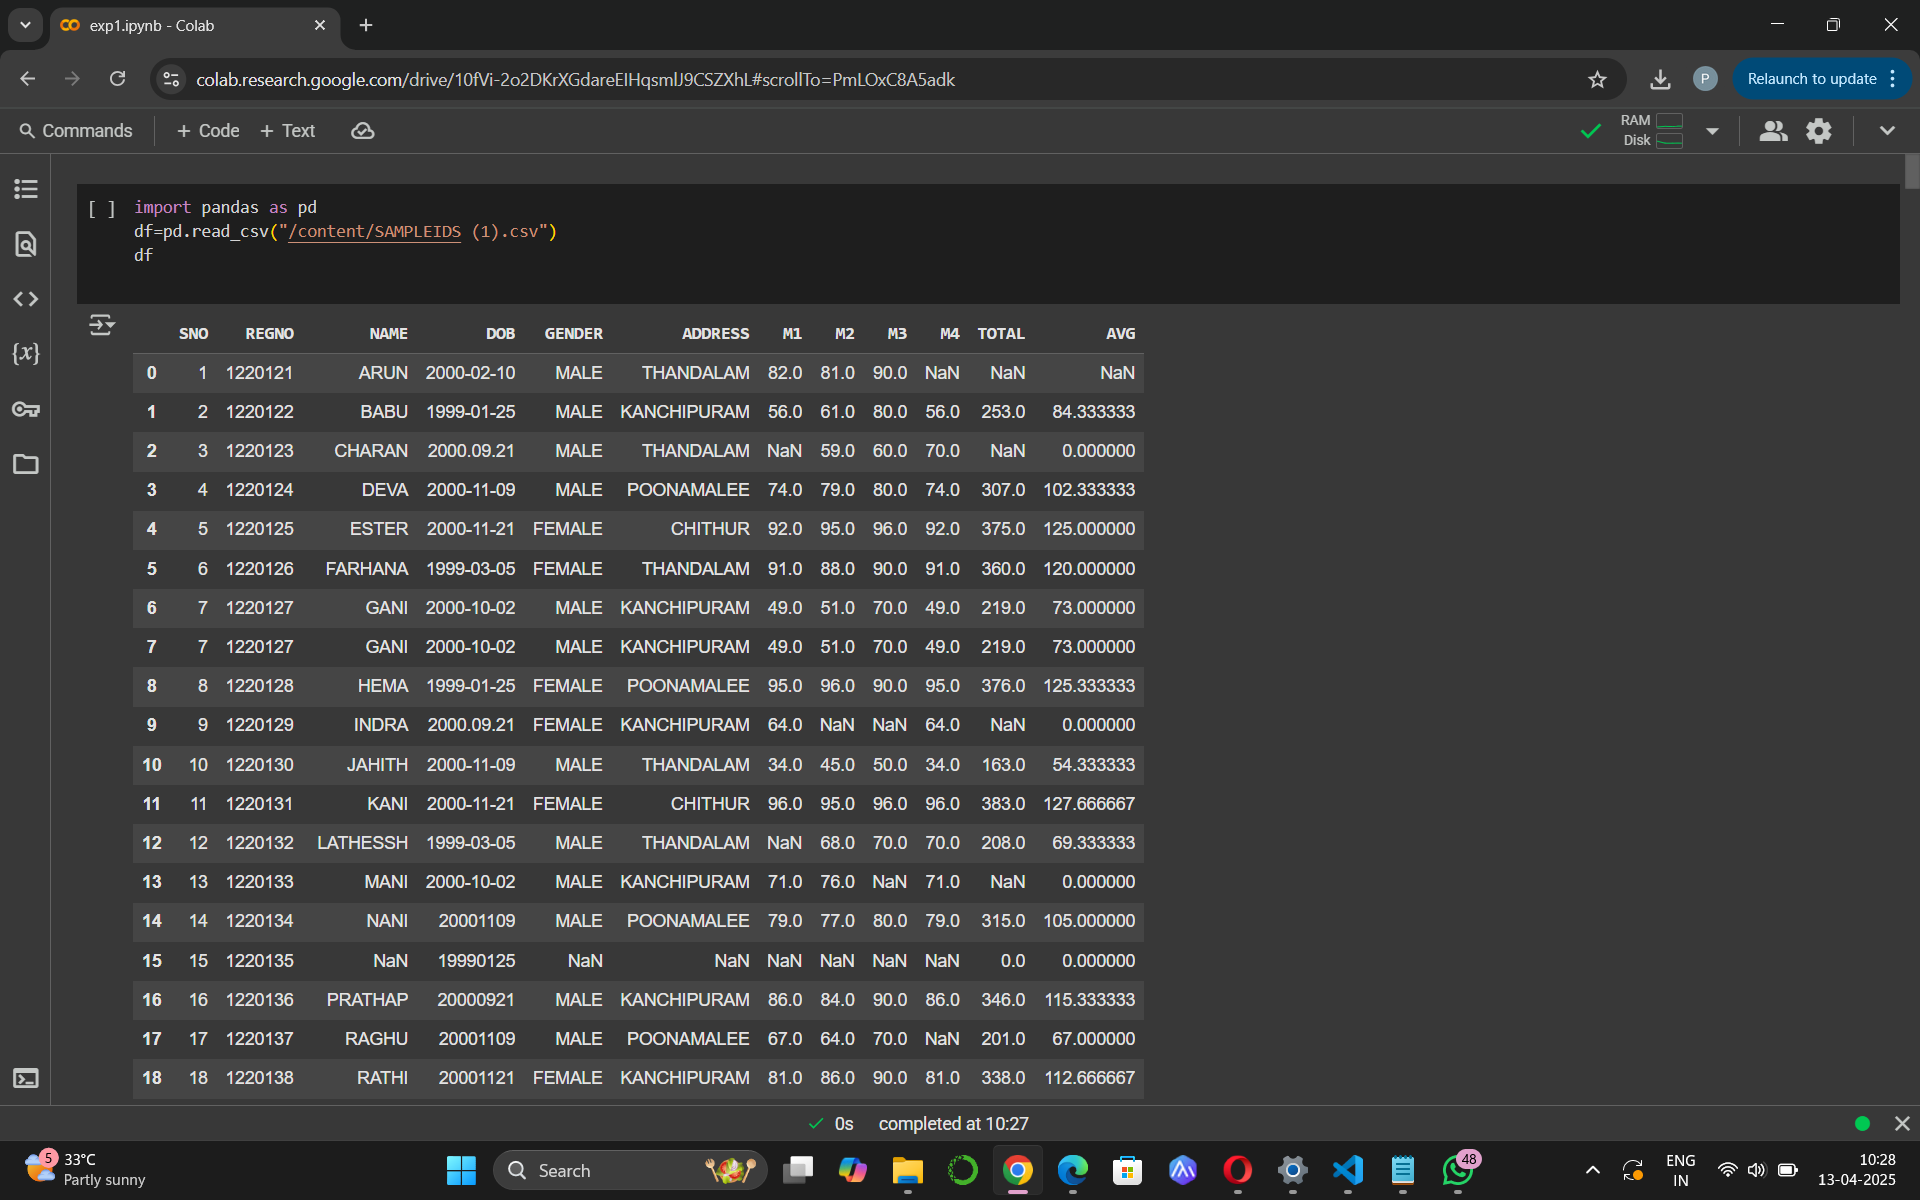 exp1.ipynb - Colab
colab.research.google.com/drive/10fVi-2o2DKrXGdareEIHqsmlJ9CSZXhL#scrollTo=PmLOxC8A5adk
P
Relaunch to update
Commands
+ Code + Text
RAM
Disk
[ ] import pandas as pd
df=pd.read_csv("/content/SAMPLEIDS (1).csv")
df
SNO REGNO NAME DOB GENDER ADDRESS M1 M2 M3 M4 TOTAL AVG
0 1 1220121 ARUN 2000-02-10 MALE THANDALAM 82.0 81.0 90.0 NaN NaN NaN
1 2 1220122 BABU 1999-01-25 MALE KANCHIPURAM 56.0 61.0 80.0 56.0 253.0 84.333333
2 3 1220123 CHARAN 2000.09.21 MALE THANDALAM NaN 59.0 60.0 70.0 NaN 0.000000
3 4 1220124 DEVA 2000-11-09 MALE POONAMALEE 74.0 79.0 80.0 74.0 307.0 102.333333
4 5 1220125 ESTER 2000-11-21 FEMALE CHITHUR 92.0 95.0 96.0 92.0 375.0 125.000000
5 6 1220126 FARHANA 1999-03-05 FEMALE THANDALAM 91.0 88.0 90.0 91.0 360.0 120.000000
6 7 1220127 GANI 2000-10-02 MALE KANCHIPURAM 49.0 51.0 70.0 49.0 219.0 73.000000
7 7 1220127 GANI 2000-10-02 MALE KANCHIPURAM 49.0 51.0 70.0 49.0 219.0 73.000000
8 8 1220128 HEMA 1999-01-25 FEMALE POONAMALEE 95.0 96.0 90.0 95.0 376.0 125.333333
9 9 1220129 INDRA 2000.09.21 FEMALE KANCHIPURAM 64.0 NaN NaN 64.0 NaN 0.000000
10 10 1220130 JAHITH 2000-11-09 MALE THANDALAM 34.0 45.0 50.0 34.0 163.0 54.333333
11 11 1220131 KANI 2000-11-21 FEMALE CHITHUR 96.0 95.0 96.0 96.0 383.0 127.666667
12 12 1220132 LATHESSH 1999-03-05 MALE THANDALAM NaN 68.0 70.0 70.0 208.0 69.333333
13 13 1220133 MANI 2000-10-02 MALE KANCHIPURAM 71.0 76.0 NaN 71.0 NaN 0.000000
14 14 1220134 NANI 20001109 MALE POONAMALEE 79.0 77.0 80.0 79.0 315.0 105.000000
15 15 1220135 NaN 19990125 NaN NaN NaN NaN NaN NaN 0.0 0.000000
16 16 1220136 PRATHAP 20000921 MALE KANCHIPURAM 86.0 84.0 90.0 86.0 346.0 115.333333
17 17 1220137 RAGHU 20001109 MALE POONAMALEE 67.0 64.0 70.0 NaN 201.0 67.000000
18 18 1220138 RATHI 20001121 FEMALE KANCHIPURAM 81.0 86.0 90.0 81.0 338.0 112.666667
0s completed at 10:27
5
33°C
Partly sunny
Search
48
ENG
IN
10:28
13-04-2025